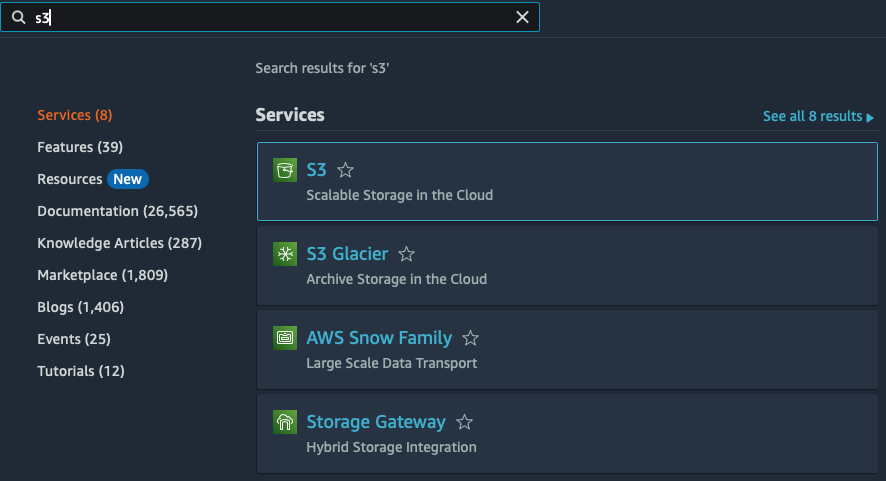 s3
Search results for 's3'
Services (8)
Features (39)
Resources New
Documentation (26,565)
Knowledge Articles (287)
Marketplace (1,809)
Blogs (1,406)
Events (25)
Tutorials (12)
Services
See all 8 results
S3
Scalable Storage in the Cloud
S3 Glacier
Archive Storage in the Cloud
AWS Snow Family
Large Scale Data Transport
Storage Gateway
Hybrid Storage Integration